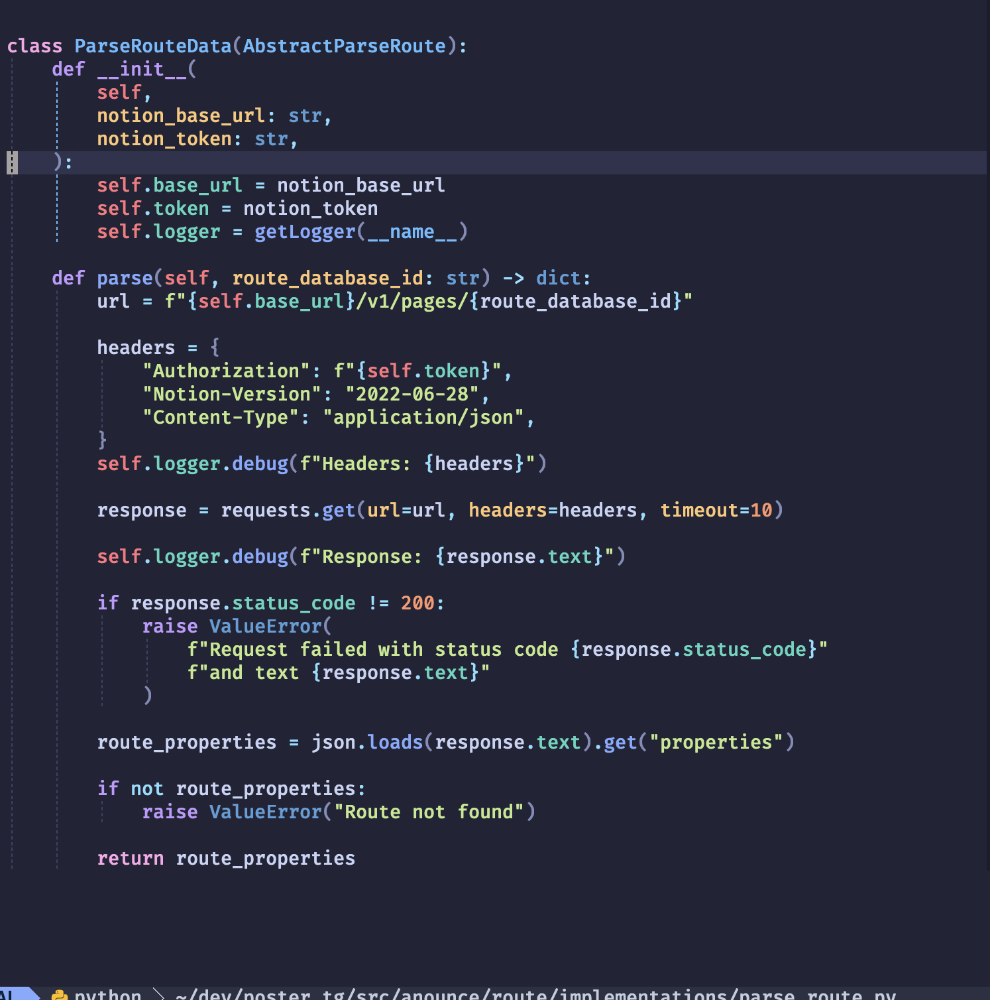 class ParseRouteData(AbstractParseRoute):
    def __init__(
        self,
        notion_base_url: str,
        notion_token: str,
    ):
        self.base_url = notion_base_url
        self.token = notion_token
        self.logger = getLogger(__name__)

    def parse(self, route_database_id: str) -> dict:
        url = f"{self.base_url}/v1/pages/{route_database_id}"

        headers = {
            "Authorization": f"{self.token}",
            "Notion-Version": "2022-06-28",
            "Content-Type": "application/json",
        }
        self.logger.debug(f"Headers: {headers}")

        response = requests.get(url=url, headers=headers, timeout=10)

        self.logger.debug(f"Response: {response.text}")

        if response.status_code != 200:
            raise ValueError(
                f"Request failed with status code {response.status_code}"
                f"and text {response.text}"
            )

        route_properties = json.loads(response.text).get("properties")

        if not route_properties:
            raise ValueError("Route not found")

        return route_properties
AL python ~/dev/poster_tg/src/anounce/route/implementations/parse_route.py